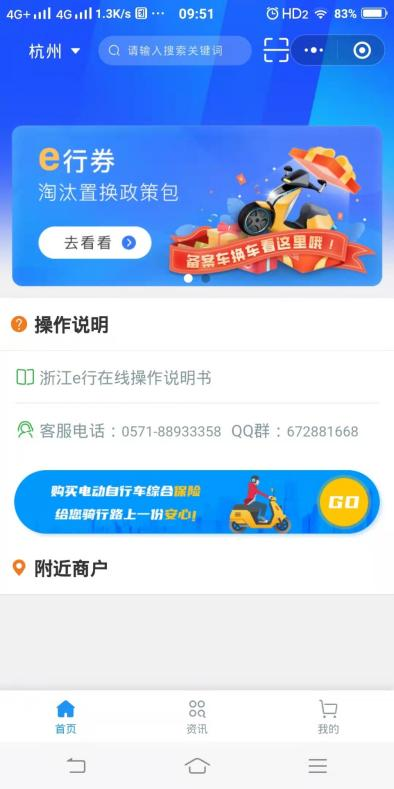 4G+ 4G 1.3K/s ··· 09:51 HD2 83%
杭州 请输入搜索关键词
e行券
淘汰置换政策包
去看看
备案车换车看这里哦！
操作说明
浙江e行在线操作说明书
客服电话：0571-88933358 QQ群：672881668
购买电动自行车综合保险
给您骑行路上一份安心!
GO
附近商户
首页 资讯 我的